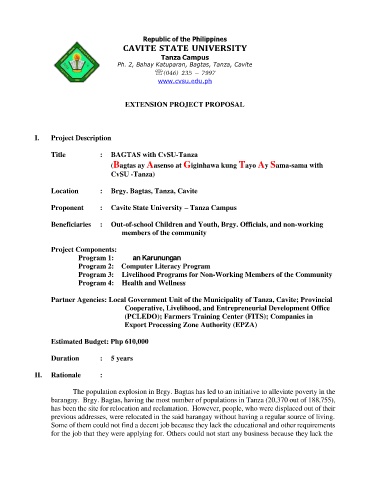 Republic of the Philippines
CAVITE STATE UNIVERSITY
Tanza Campus
Ph. 2, Bahay Katuparan, Bagtas, Tanza, Cavite
☏(046) 235 – 7997
www.cvsu.edu.ph
EXTENSION PROJECT PROPOSAL
I. Project Description
Title : BAGTAS with CvSU-Tanza
(Bagtas ay Asenso at Giginhawa kung Tayo Ay Sama-sama with
CvSU -Tanza)
Location : Brgy. Bagtas, Tanza, Cavite
Proponent : Cavite State University – Tanza Campus
Beneficiaries : Out-of-school Children and Youth, Brgy. Officials, and non-working
members of the community
Project Components:
Program 1: an Karunungan
Program 2: Computer Literacy Program
Program 3: Livelihood Programs for Non-Working Members of the Community
Program 4: Health and Wellness
Partner Agencies: Local Government Unit of the Municipality of Tanza, Cavite; Provincial
Cooperative, Livelihood, and Entrepreneurial Development Office
(PCLEDO); Farmers Training Center (FITS); Companies in
Export Processing Zone Authority (EPZA)
Estimated Budget: Php 610,000
Duration : 5 years
II. Rationale :
The population explosion in Brgy. Bagtas has led to an initiative to alleviate poverty in the
barangay. Brgy. Bagtas, having the most number of populations in Tanza (20,370 out of 188,755),
has been the site for relocation and reclamation. However, people, who were displaced out of their
previous addresses, were relocated in the said barangay without having a regular source of living.
Some of them could not find a decent job because they lack the educational and other requirements
for the job that they were applying for. Others could not start any business because they lack the